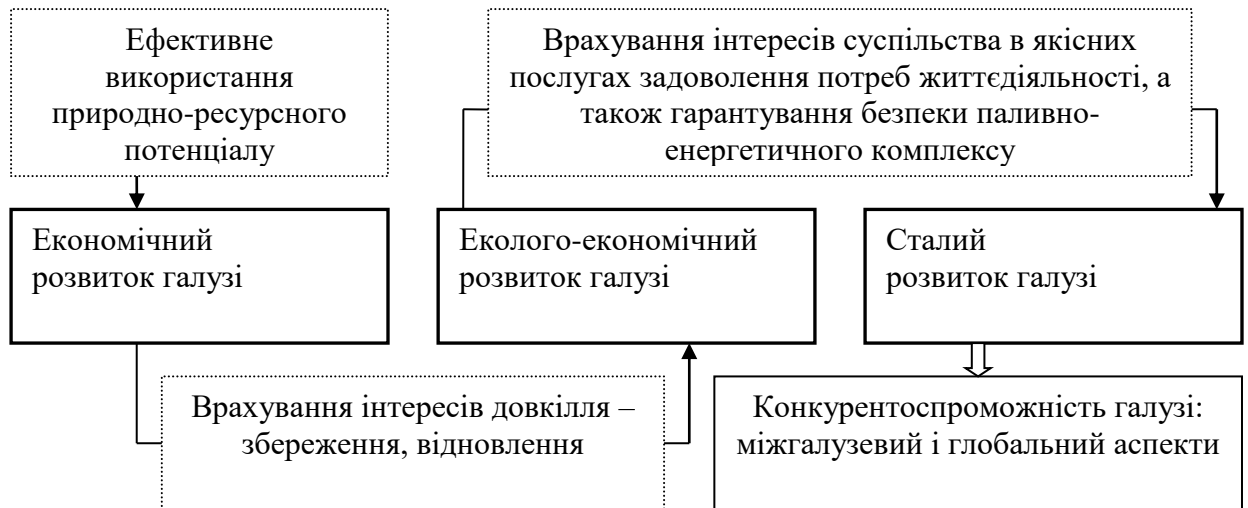 Ефективне
використання
природно-ресурсного
потенціалу
Врахування інтересів суспільства в якісних
послугах задоволення потреб життєдіяльності, а
також гарантування безпеки паливно-
енергетичного комплексу
Економічний
розвиток галузі
Еколого-економічний
розвиток галузі
Сталий
розвиток галузі
Врахування інтересів довкілля –
збереження, відновлення
Конкурентоспроможність галузі:
міжгалузевий і глобальний аспекти